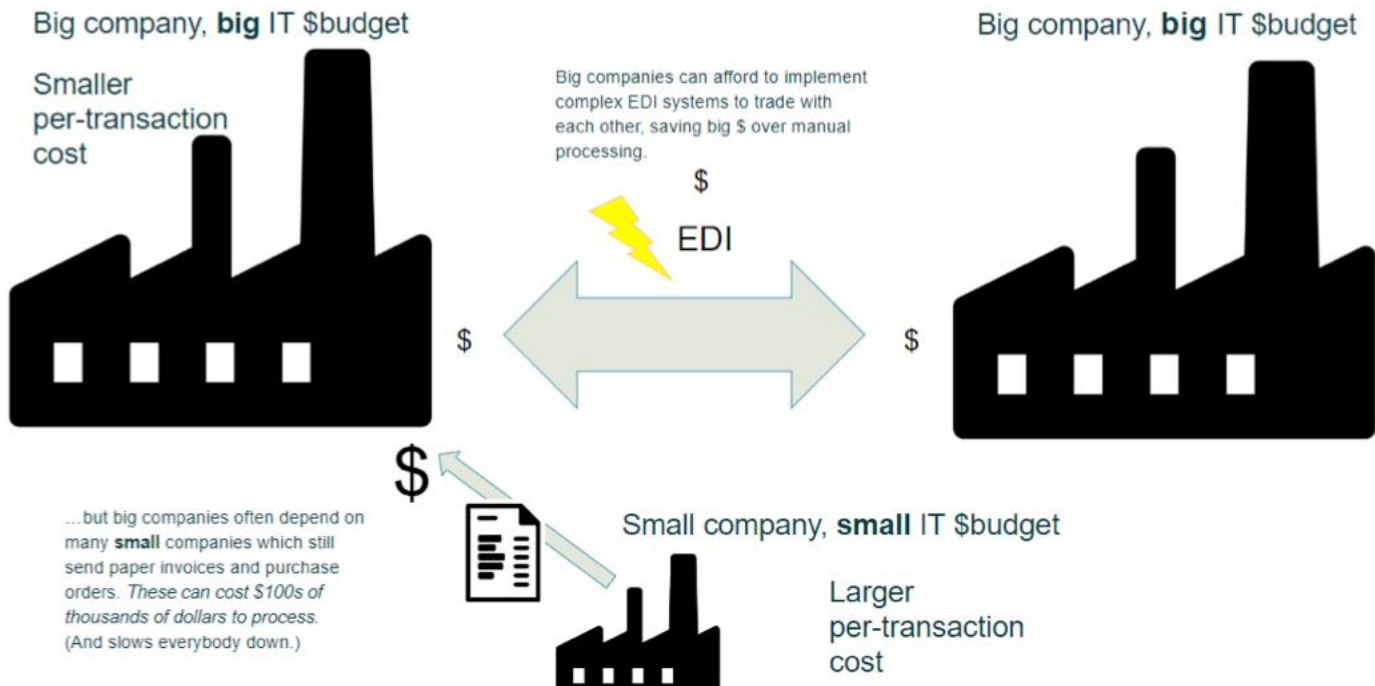 Big company, big IT $budget
Smaller
per-transaction
cost
Big companies can afford to implement
complex EDI systems to trade with
each other, saving big $ over manual
processing.
$
EDI
Big company, big IT $budget
$
$
$
...but big companies often depend on
many small companies which still
send paper invoices and purchase
orders. These can cost $100s of
thousands of dollars to process.
(And slows everybody down.)
Small company, small IT $budget
Larger
per-transaction
cost